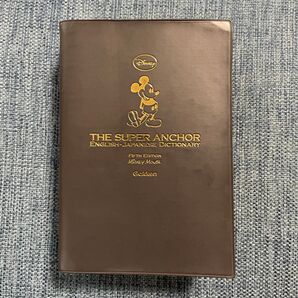 Disney
THE SUPER ANCHOR
ENGLISH-JAPANESE DICTIONARY
Fifth Edition
Mickey Mouse
Gakken